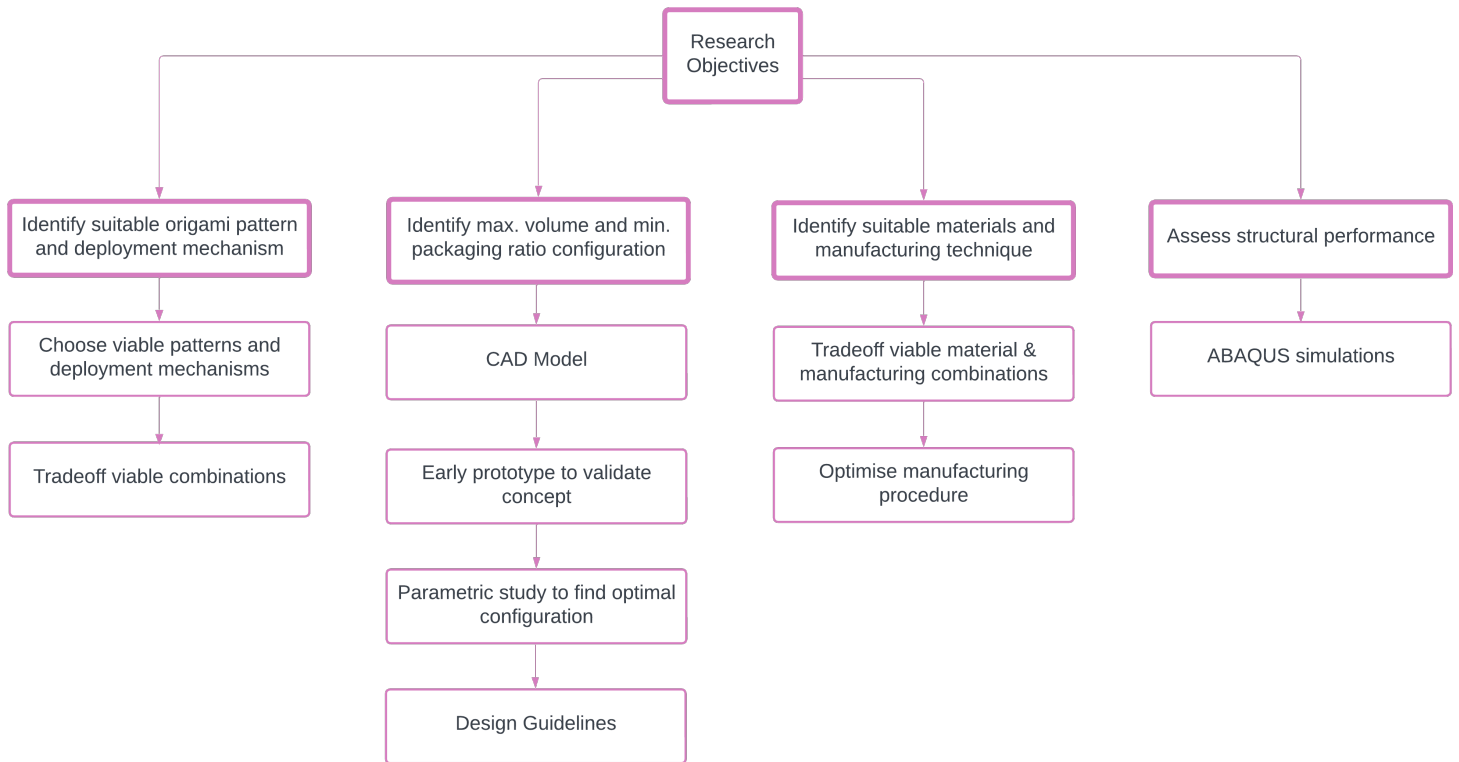 Research
Objectives
Identify suitable origami pattern
and deployment mechanism
Identify max. volume and min.
packaging ratio configuration
Identify suitable materials and
manufacturing technique
Assess structural performance
Choose viable patterns and
deployment mechanisms
CAD Model
Tradeoff viable material &
manufacturing combinations
ABAQUS simulations
Tradeoff viable combinations
Early prototype to validate
concept
Optimise manufacturing
procedure
Parametric study to find optimal
configuration
Design Guidelines